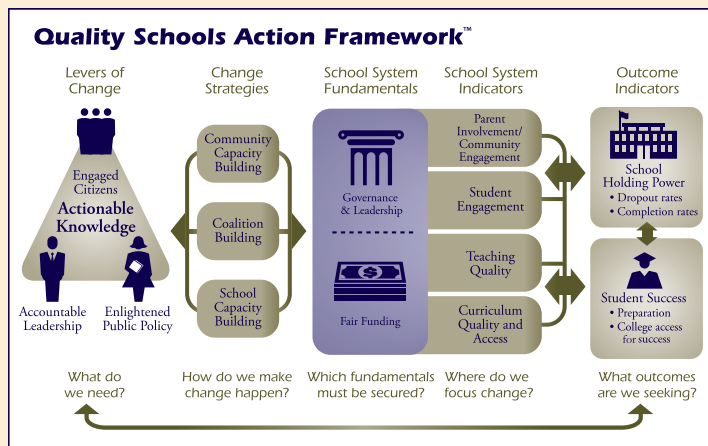 Quality Schools Action Framework™
Levers of
Change
Change
Strategies
School System
Fundamentals
School System
Indicators
Outcome
Indicators
Engaged
Citizens
Actionable
Knowledge
Accountable
Leadership
Enlightened
Public Policy
Community
Capacity
Building
Coalition
Building
School
Capacity
Building
Governance
& Leadership
$
Fair Funding
Parent
Involvement/
Community
Engagement
Student
Engagement
Teaching
Quality
Curriculum
Quality and
Access
School
Holding Power
• Dropout rates
• Completion rates
Student Success
• Preparation
• College access
for success
What do
we need?
How do we make
change happen?
Which fundamentals
must be secured?
Where do we
focus change?
What outcomes
are we seeking?